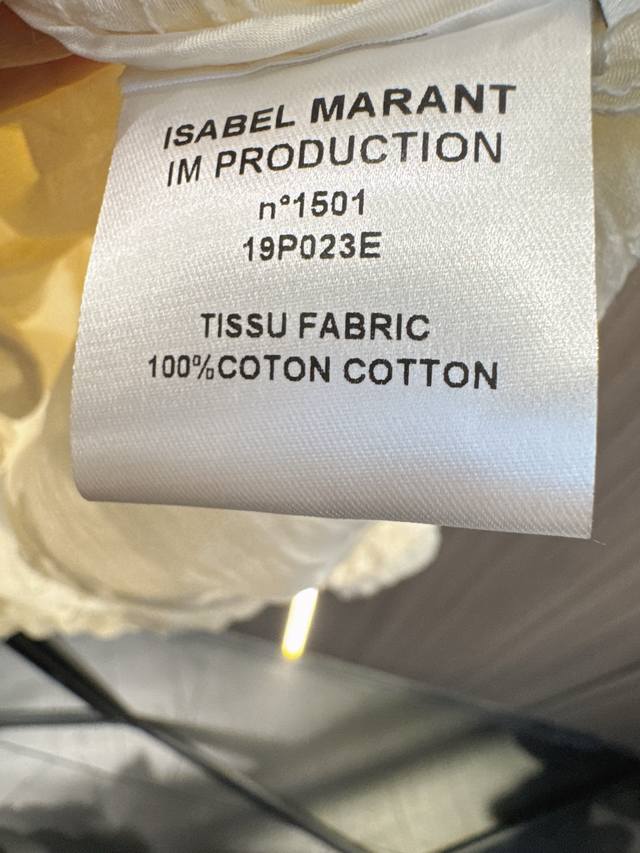 ISABEL MARANT
IM PRODUCTION
n°1501
19P023E
TISSU FABRIC
100%COTON COTTON